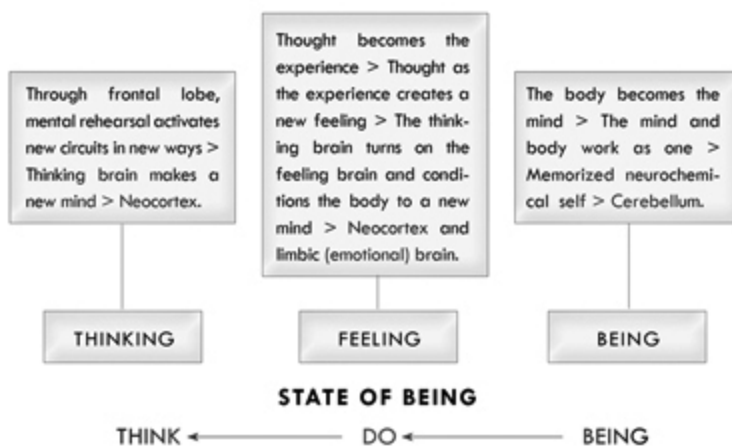 Through frontal lobe,
mental rehearsal activates
new circuits in new ways >
Thinking brain makes a
new mind > Neocortex.
Thought becomes the
experience > Thought as
the experience creates a
new feeling > The think-
ing brain turns on the
feeling brain and condi-
tions the body to a new
mind > Neocortex and
limbic (emotional) brain.
The body becomes the
mind > The mind and
body work as one >
Memorized neurochemi-
cal self > Cerebellum.
THINKING
FEELING
BEING
STATE OF BEING
THINK DO BEING